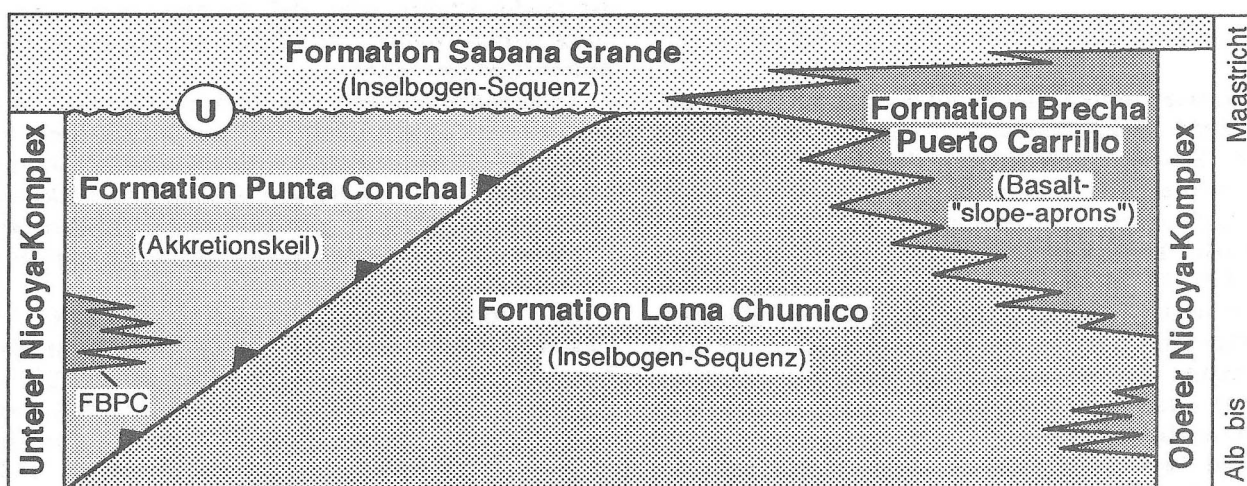 Formation Sabana Grande
(Inselbogen-Sequenz)
U
Maastricht
Alb bis
Unterer Nicoya-Komplex
Formation Punta Conchal
(Akkretionskeil)
FBPC
Formation Loma Chumico
(Inselbogen-Sequenz)
Formation Brecha
Puerto Carrillo
(Basalt-
"slope-aprons")
Oberer Nicoya-Komplex